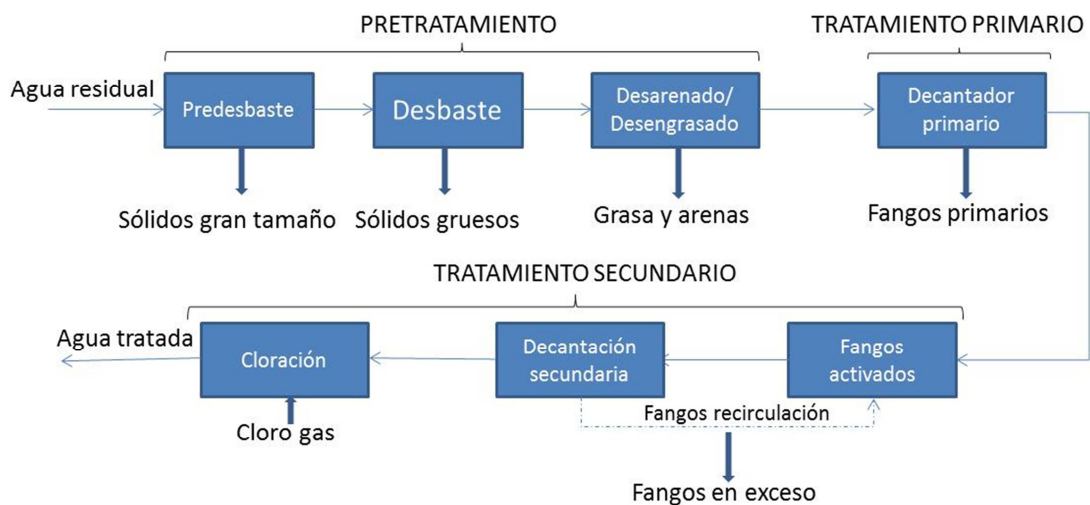 PRETRATAMIENTO
TRATAMIENTO PRIMARIO
Agua residual
Predesbaste
Desbaste
Desarenado/
Desengrasado
Decantador
primario
Sólidos gran tamaño
Sólidos gruesos
Grasa y arenas
Fangos primarios
TRATAMIENTO SECUNDARIO
Agua tratada
Cloración
Decantación
secundaria
Fangos
activados
Fangos recirculación
Cloro gas
Fangos en exceso